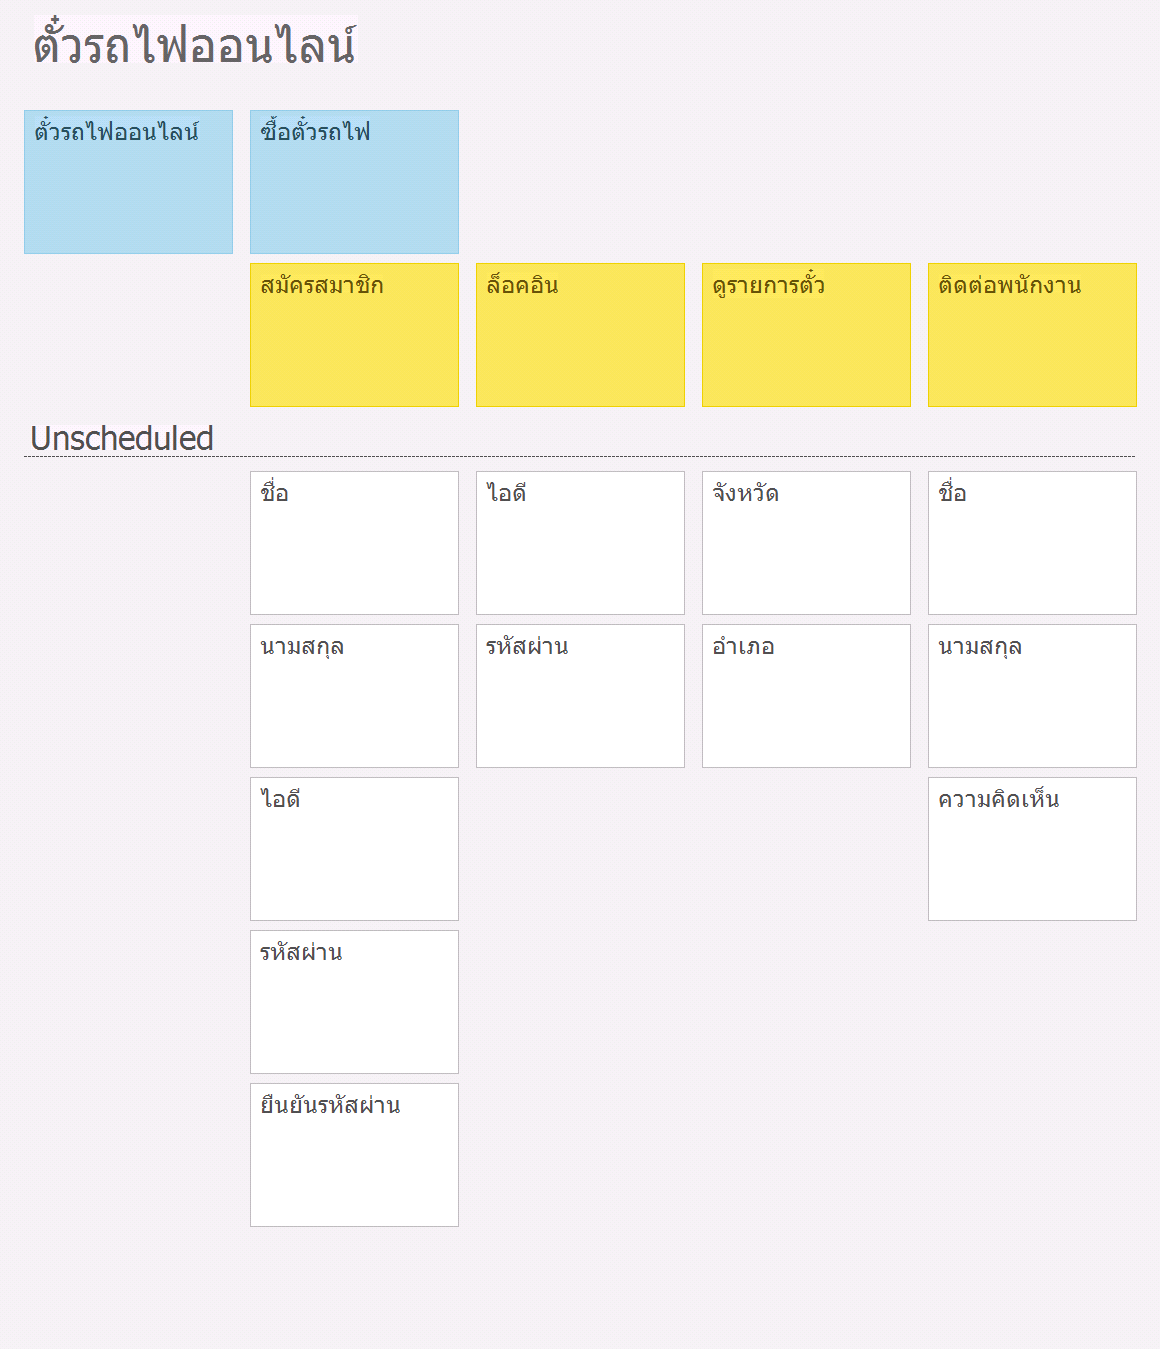 ตั๋วรถไฟออนไลน์
ตั๋วรถไฟออนไลน์ ซื้อตั๋วรถไฟ
สมัครสมาชิก ล็อคอิน ดูรายการตั๋ว ติดต่อพนักงาน
Unscheduled
ชื่อ ไอดี จังหวัด ชื่อ
นามสกุล รหัสผ่าน อำเภอ นามสกุล
ไอดี ความคิดเห็น
รหัสผ่าน
ยืนยันรหัสผ่าน